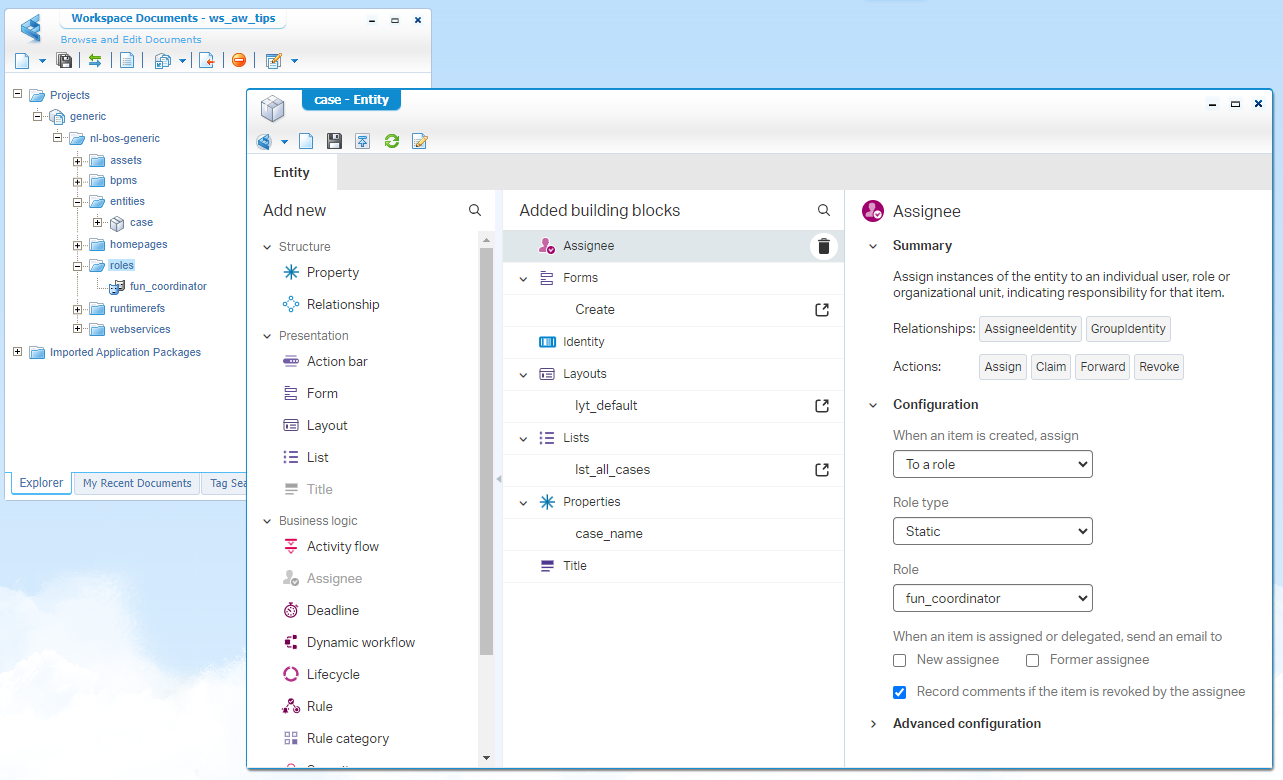 Workspace Documents - ws_aw_tips
Browse and Edit Documents
Projects
generic
nl-bos-generic
assets
bpms
entities
case
homepages
roles
fun_coordinator
runtimerefs
webservices
Imported Application Packages
Explorer
My Recent Documents
Tag Sea
case - Entity
Entity
Add new
Structure
Property
Relationship
Presentation
Action bar
Form
Layout
List
Title
Business logic
Activity flow
Assignee
Deadline
Dynamic workflow
Lifecycle
Rule
Rule category
Added building blocks
Assignee
Forms
Create
Identity
Layouts
lyt_default
Lists
lst_all_cases
Properties
case_name
Title
Assignee
Summary
Assign instances of the entity to an individual user, role or
organizational unit, indicating responsibility for that item.
Relationships: AssigneeIdentity GroupIdentity
Actions: Assign Claim Forward Revoke
Configuration
When an item is created, assign
To a role
Role type
Static
Role
fun_coordinator
When an item is assigned or delegated, send an email to
New assignee Former assignee
Record comments if the item is revoked by the assignee
Advanced configuration